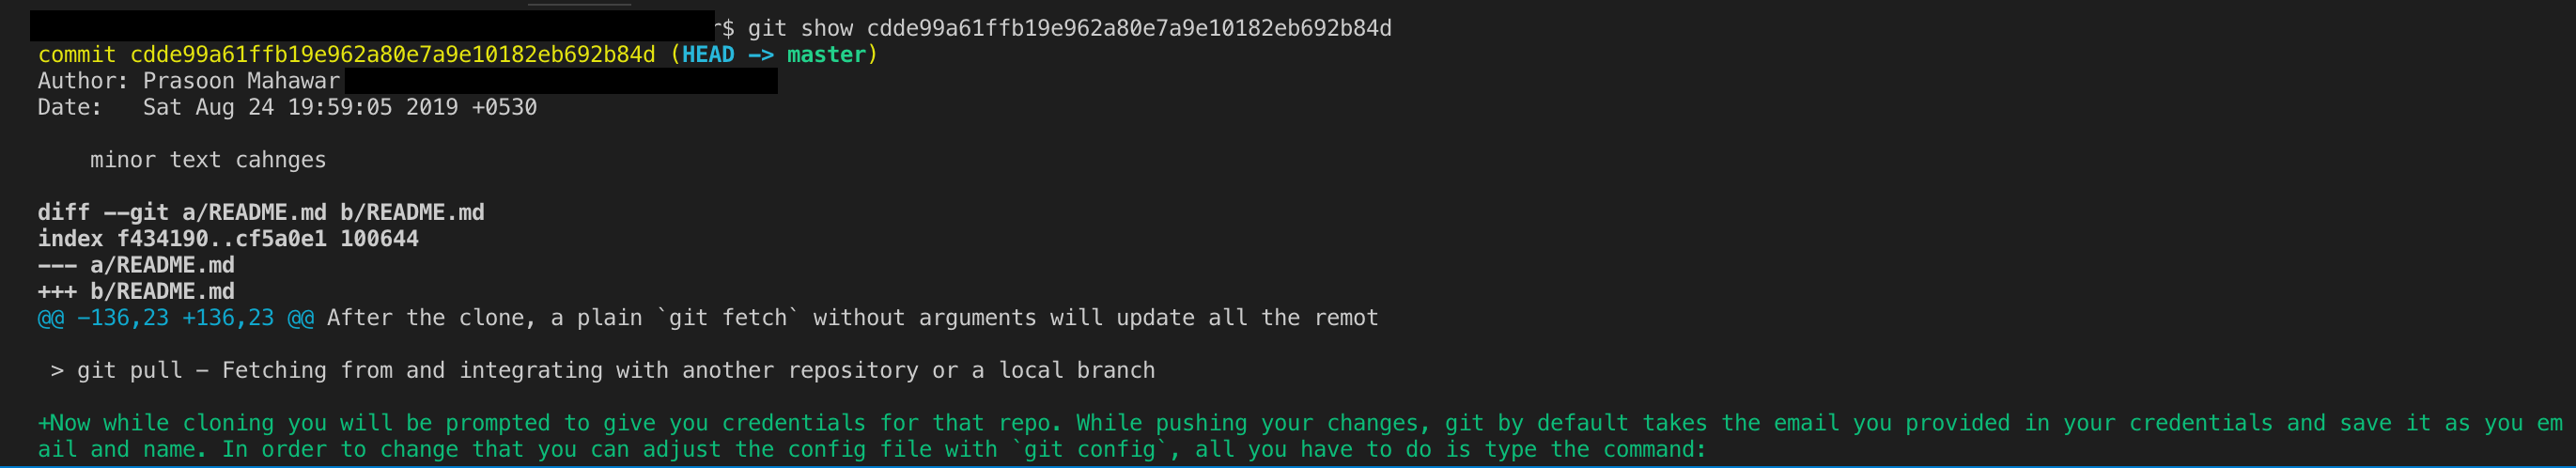 $ git show cdde99a61ffb19e962a80e7a9e10182eb692b84d
commit cdde99a61ffb19e962a80e7a9e10182eb692b84d (HEAD -> master)
Author: Prasoon Mahawar
Date:   Sat Aug 24 19:59:05 2019 +0530
    minor text cahnges
diff --git a/README.md b/README.md
index f434190..cf5a0e1 100644
--- a/README.md
+++ b/README.md
@@ -136,23 +136,23 @@ After the clone, a plain `git fetch` without arguments will update all the remot
 > git pull - Fetching from and integrating with another repository or a local branch
+Now while cloning you will be prompted to give you credentials for that repo. While pushing your changes, git by default takes the email you provided in your credentials and save it as you em
ail and name. In order to change that you can adjust the config file with `git config`, all you have to do is type the command: